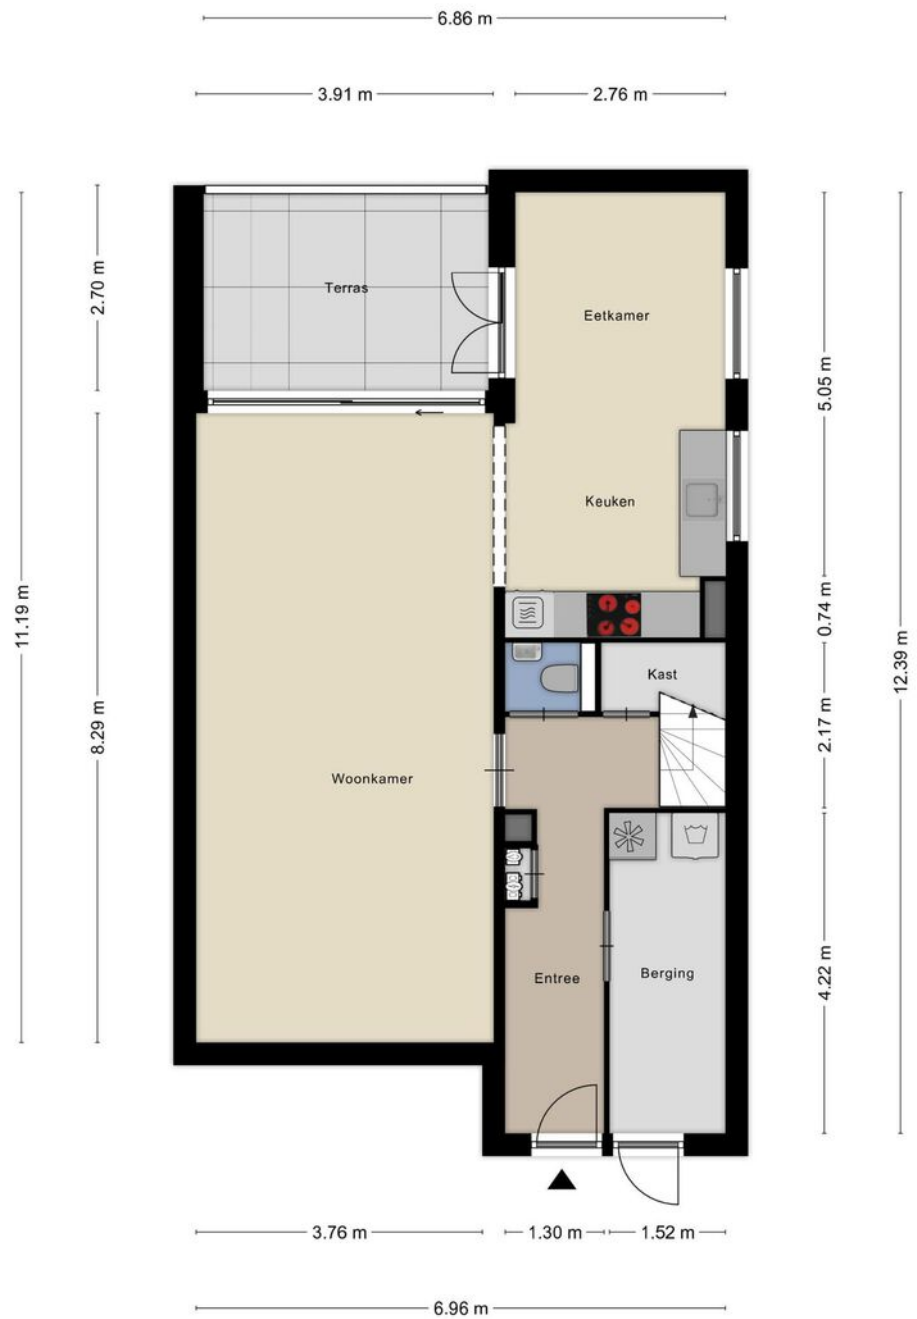 6.86 m
3.91 m
2.76 m
2.70 m
Terras
Eetkamer
5.05 m
Keuken
11.19 m
0.74 m
12.39 m
Kast
8.29 m
2.17 m
Woonkamer
4.22 m
Entree
Berging
3.76 m
1.30 m
1.52 m
6.96 m